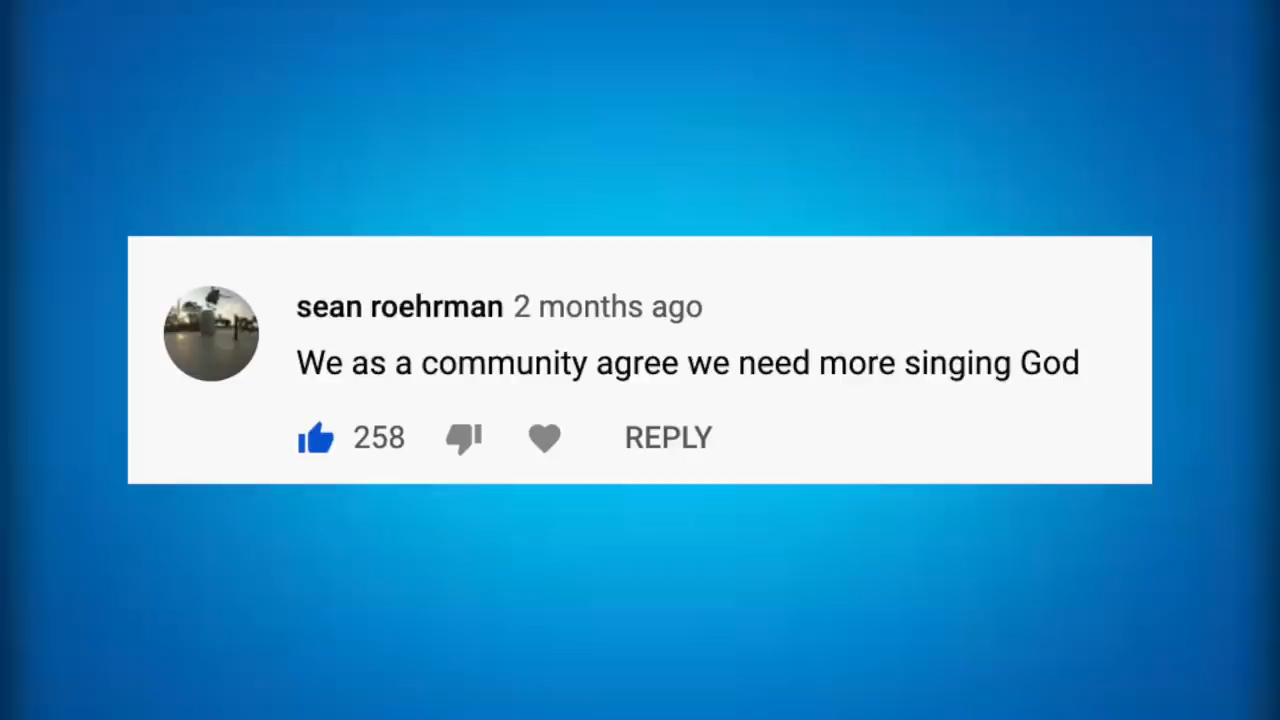 sean roehrman 2 months ago
We as a community agree we need more singing God
258 REPLY